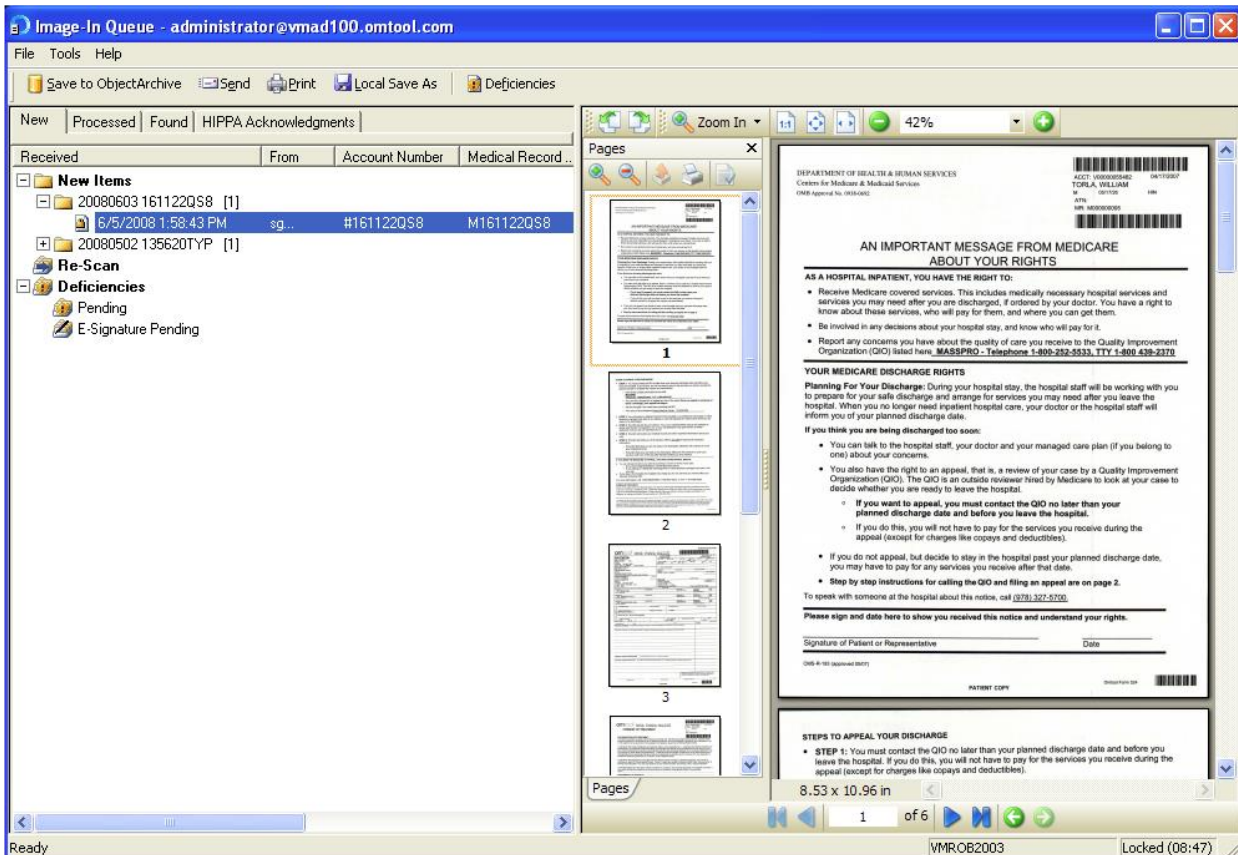 Image-In Queue - administrator@vmad100.omtool.com
File Tools Help
Save to ObjectArchive Send Print Local Save As Deficiencies
New Processed Found HIPPA Acknowledgments
Received From Account Number Medical Record ..
New Items
20080603 161122QS8 [1]
6/5/2008 1:58:43 PM sg... #161122QS8 M161122QS8
20080502 135620TYP [1]
Re-Scan
Deficiencies
Pending
E-Signature Pending
Zoom In 1:1 42%
Pages
1
2
3
Pages
DEPARTMENT OF HEALTH & HUMAN SERVICES
Centers for Medicare & Medicaid Services
OMB Approval No. 0938-0692
04/17/2007
TORLA, WILLIAM
AN IMPORTANT MESSAGE FROM MEDICARE
ABOUT YOUR RIGHTS
AS A HOSPITAL INPATIENT, YOU HAVE THE RIGHT TO:
• Receive Medicare covered services. This includes medically necessary hospital services and
services you may need after you are discharged, if ordered by your doctor. You have a right to
know about these services, who will pay for them, and where you can get them.
• Be involved in any decisions about your hospital stay, and know who will pay for it.
• Report any concerns you have about the quality of care you receive to the Quality Improvement
Organization (QIO) listed here MASSPRO - Telephone 1-800-252-5533, TTY 1-800 439-2370
YOUR MEDICARE DISCHARGE RIGHTS
Planning For Your Discharge: During your hospital stay, the hospital staff will be working with you
to prepare for your safe discharge and arrange for services you may need after you leave the
hospital. When you no longer need inpatient hospital care, your doctor or the hospital staff will
inform you of your planned discharge date.
If you think you are being discharged too soon:
• You can talk to the hospital staff, your doctor and your managed care plan (if you belong to
one) about your concerns.
• You also have the right to an appeal, that is, a review of your case by a Quality Improvement
Organization (QIO). The QIO is an outside reviewer hired by Medicare to look at your case to
decide whether you are ready to leave the hospital.
◦ If you want to appeal, you must contact the QIO no later than your
planned discharge date and before you leave the hospital.
◦ If you do this, you will not have to pay for the services you receive during the
appeal (except for charges like copays and deductibles).
• If you do not appeal, but decide to stay in the hospital past your planned discharge date,
you may have to pay for any services you receive after that date.
• Step by step instructions for calling the QIO and filing an appeal are on page 2.
To speak with someone at the hospital about this notice, call (978) 327-5700.
Please sign and date here to show you received this notice and understand your rights.
Signature of Patient or Representative Date
PATIENT COPY
STEPS TO APPEAL YOUR DISCHARGE
• STEP 1: You must contact the QIO no later than your planned discharge date and before you
leave the hospital. If you do this, you will not have to pay for the services you receive during the
appeal (except for charges like copays and deductibles).
8.53 x 10.96 in
1 of 6
Ready VMROB2003 Locked (08:47)